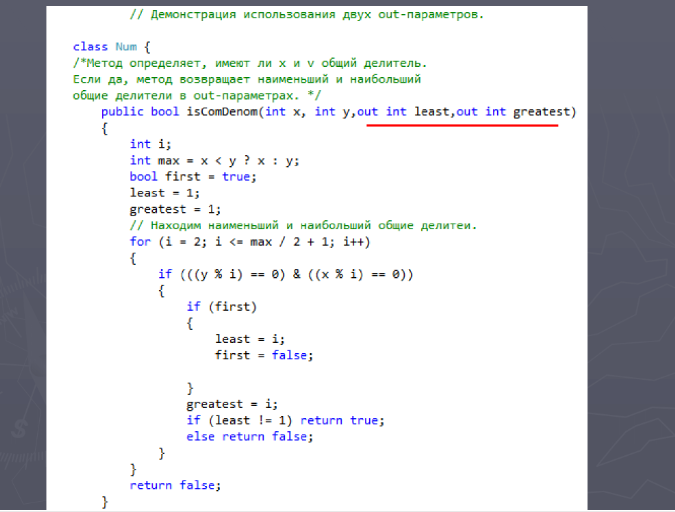 // Демонстрация использования двух out-параметров.
class Num {
/*Метод определяет, имеют ли x и v общий делитель.
Если да, метод возвращает наименьший и наибольший
общие делители в out-параметрах. */
public bool isComDenom(int x, int y,out int least,out int greatest)
{
int i;
int max = x < y ? x : y;
bool first = true;
least = 1;
greatest = 1;
// Находим наименьший и наибольший общие делитеи.
for (i = 2; i <= max / 2 + 1; i++)
{
if (((y % i) == 0) & ((x % i) == 0))
{
if (first)
{
least = i;
first = false;
}
greatest = i;
if (least != 1) return true;
else return false;
}
}
return false;
}